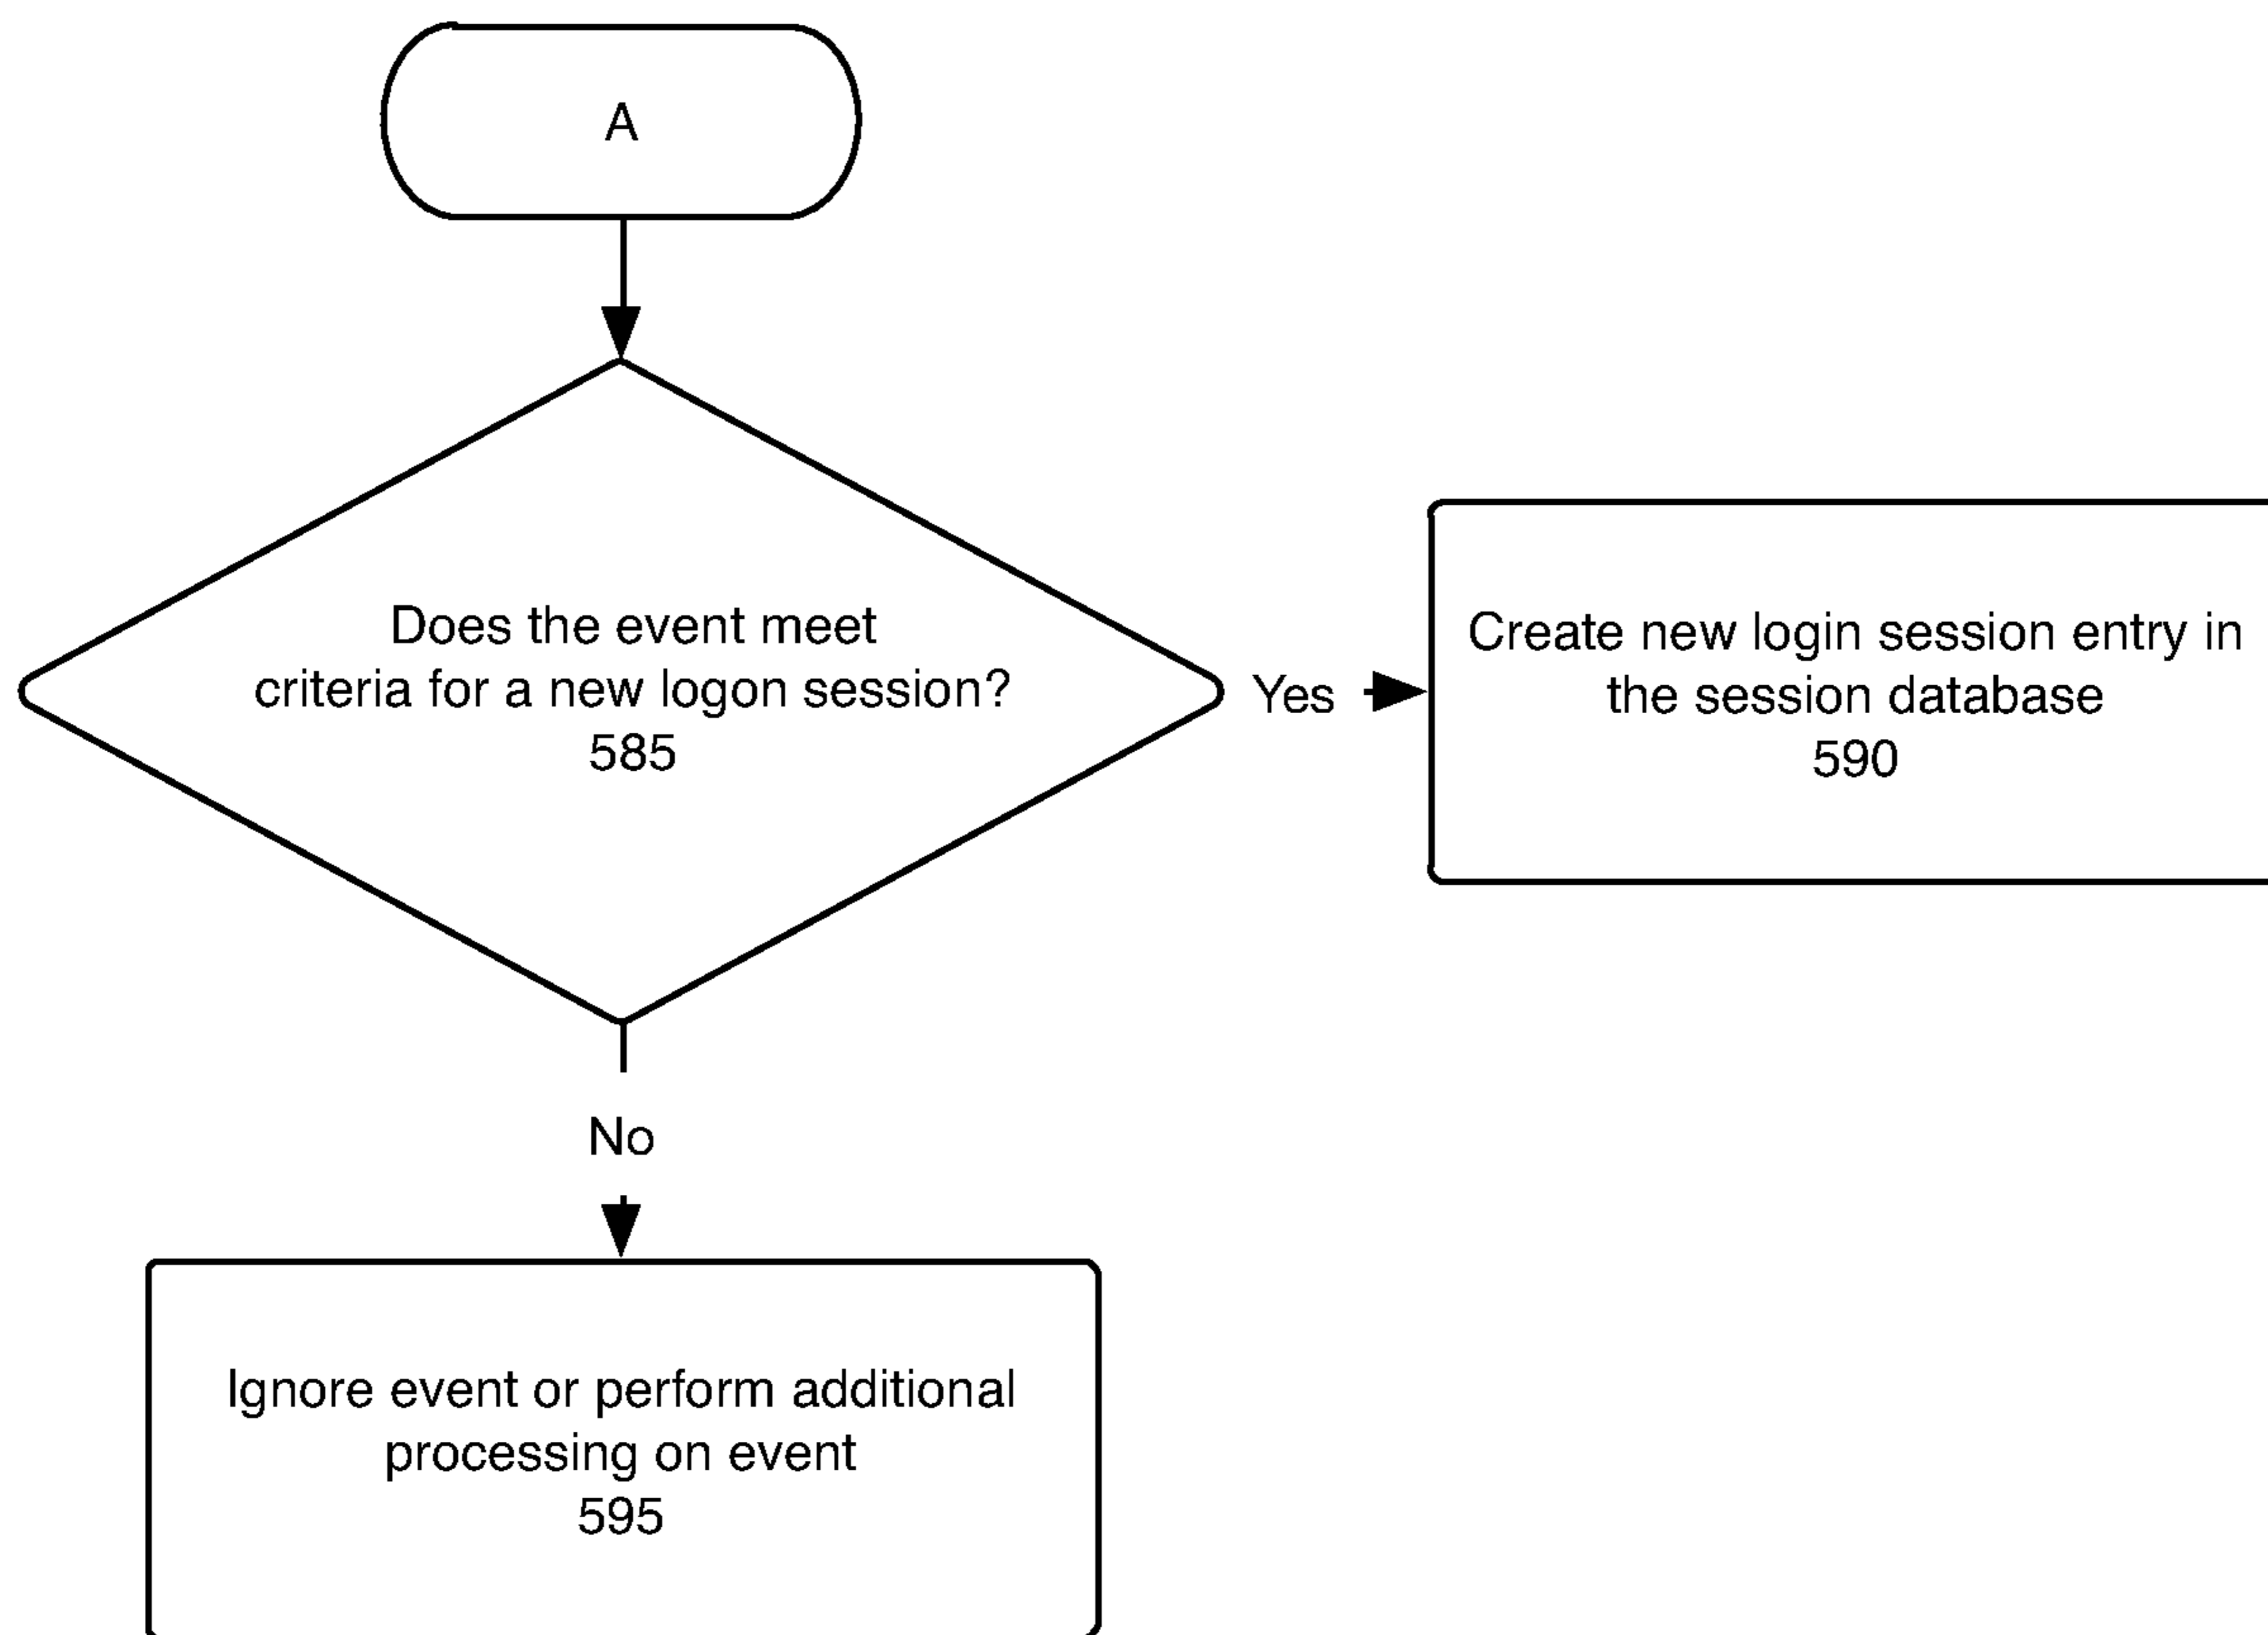 A
Does the event meet
criteria for a new logon session?
585
Yes
Create new login session entry in
the session database
590
No
Ignore event or perform additional
processing on event
595